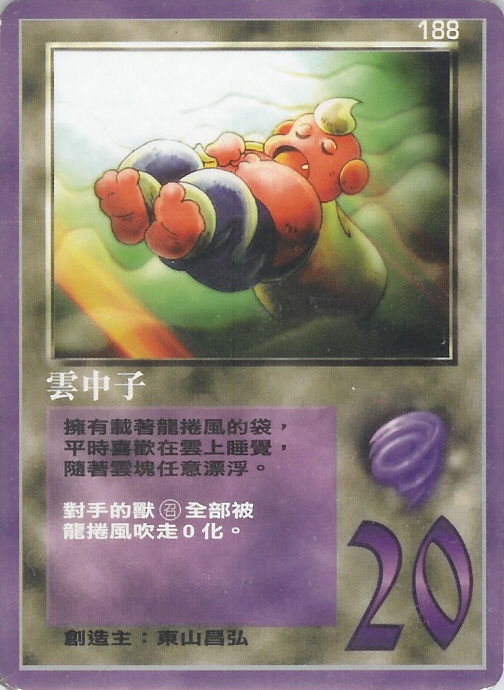 188
雲中子
擁有載著龍捲風的袋，
平時喜歡在雲上睡覺，
隨著雲塊任意漂浮。
對手的獸㊂全部被
龍捲風吹走0化。
20
創造主：東山昌弘